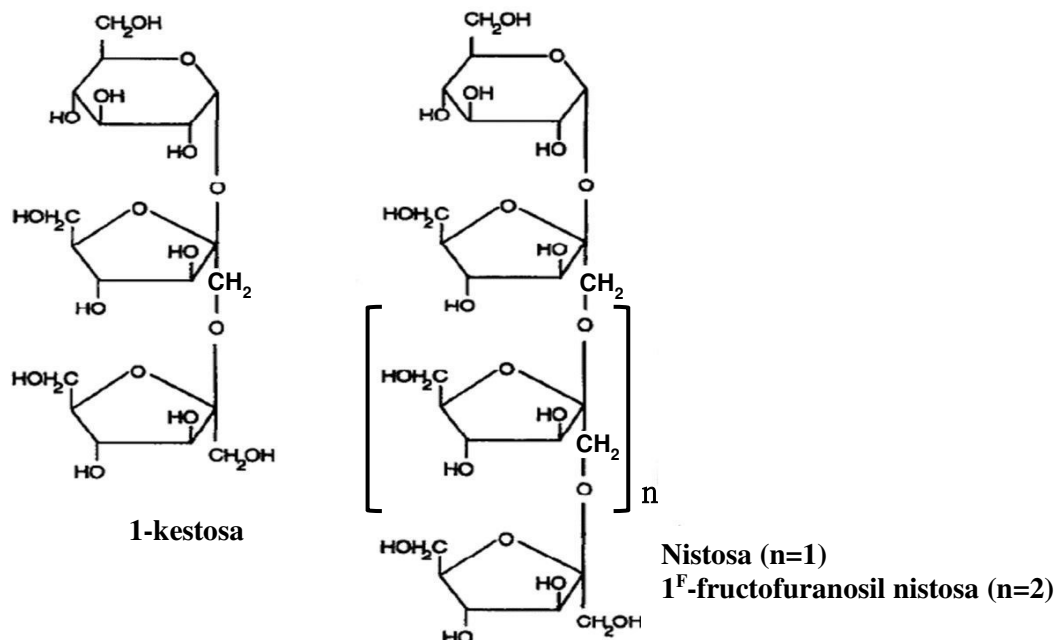 CH₂OH
O
OH
HO
HO
O
HOH₂C O
HO
CH₂
HO
O
O
HOH₂C
HO
HO CH₂OH
1-kestosa
CH₂OH
O
OH
HO
HO
O
HOH₂C O
HO
CH₂
HO
O
O
HOH₂C
HO
CH₂
HO
O
n
O
HOH₂C
HO
CH₂OH
HO
Nistosa (n=1)
1ᶠ-fructofuranosil nistosa (n=2)